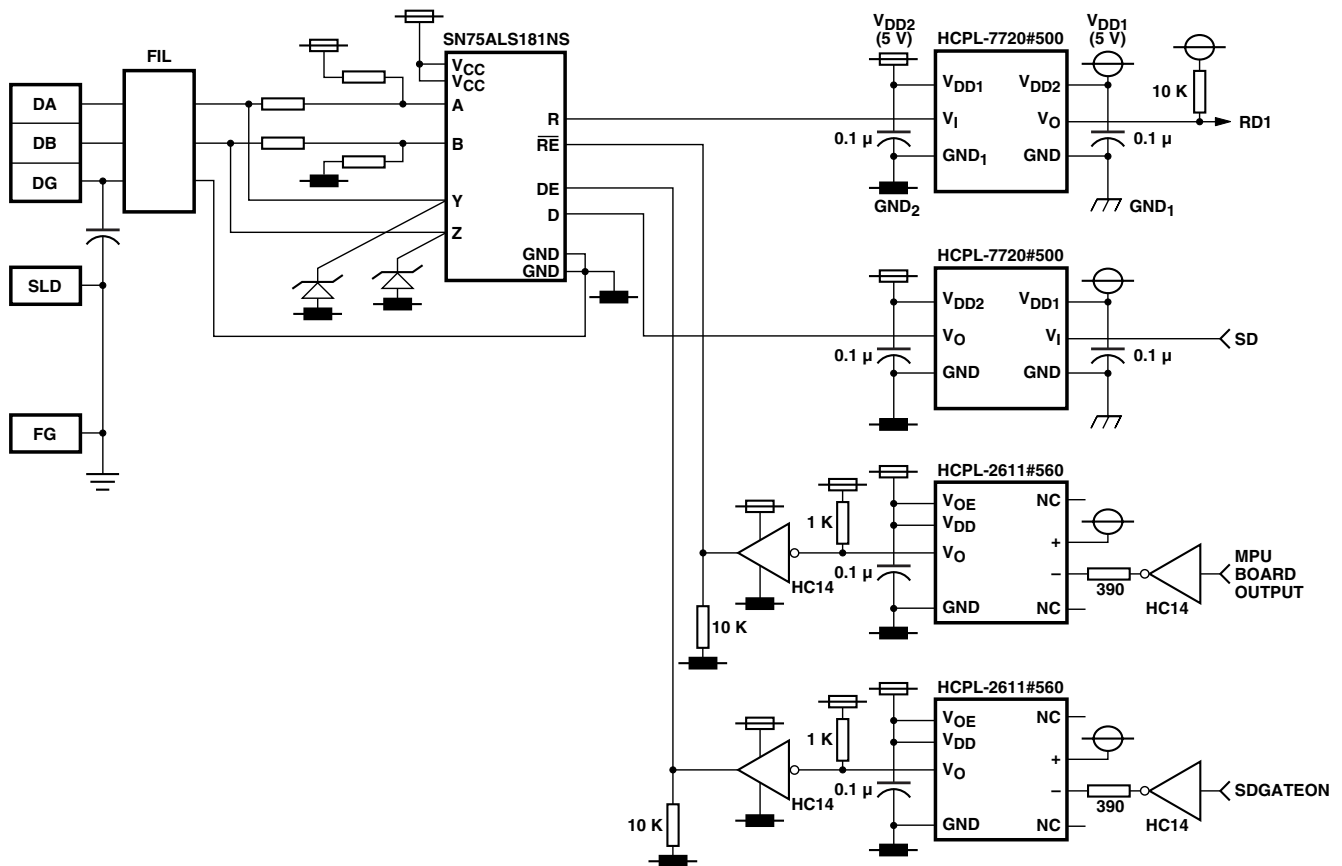 FIL
DA
DB
DG
SLD
FG
SN75ALS181NS
VCC
VCC
A
B
Y
Z
R
RE
DE
D
GND
GND
VDD2
(5 V)
HCPL-7720#500
VDD1
(5 V)
VDD1
VDD2
VI
VO
GND1
GND
0.1 µ
0.1 µ
10 K
RD1
GND2
GND1
HCPL-7720#500
VDD2
VDD1
VO
VI
GND
GND
0.1 µ
0.1 µ
SD
HCPL-2611#560
VOE
VDD
VO
GND
NC
+
–
NC
1 K
0.1 µ
HC14
10 K
390
HC14
MPU
BOARD
OUTPUT
HCPL-2611#560
VOE
VDD
VO
GND
NC
+
–
NC
1 K
0.1 µ
HC14
10 K
390
HC14
SDGATEON